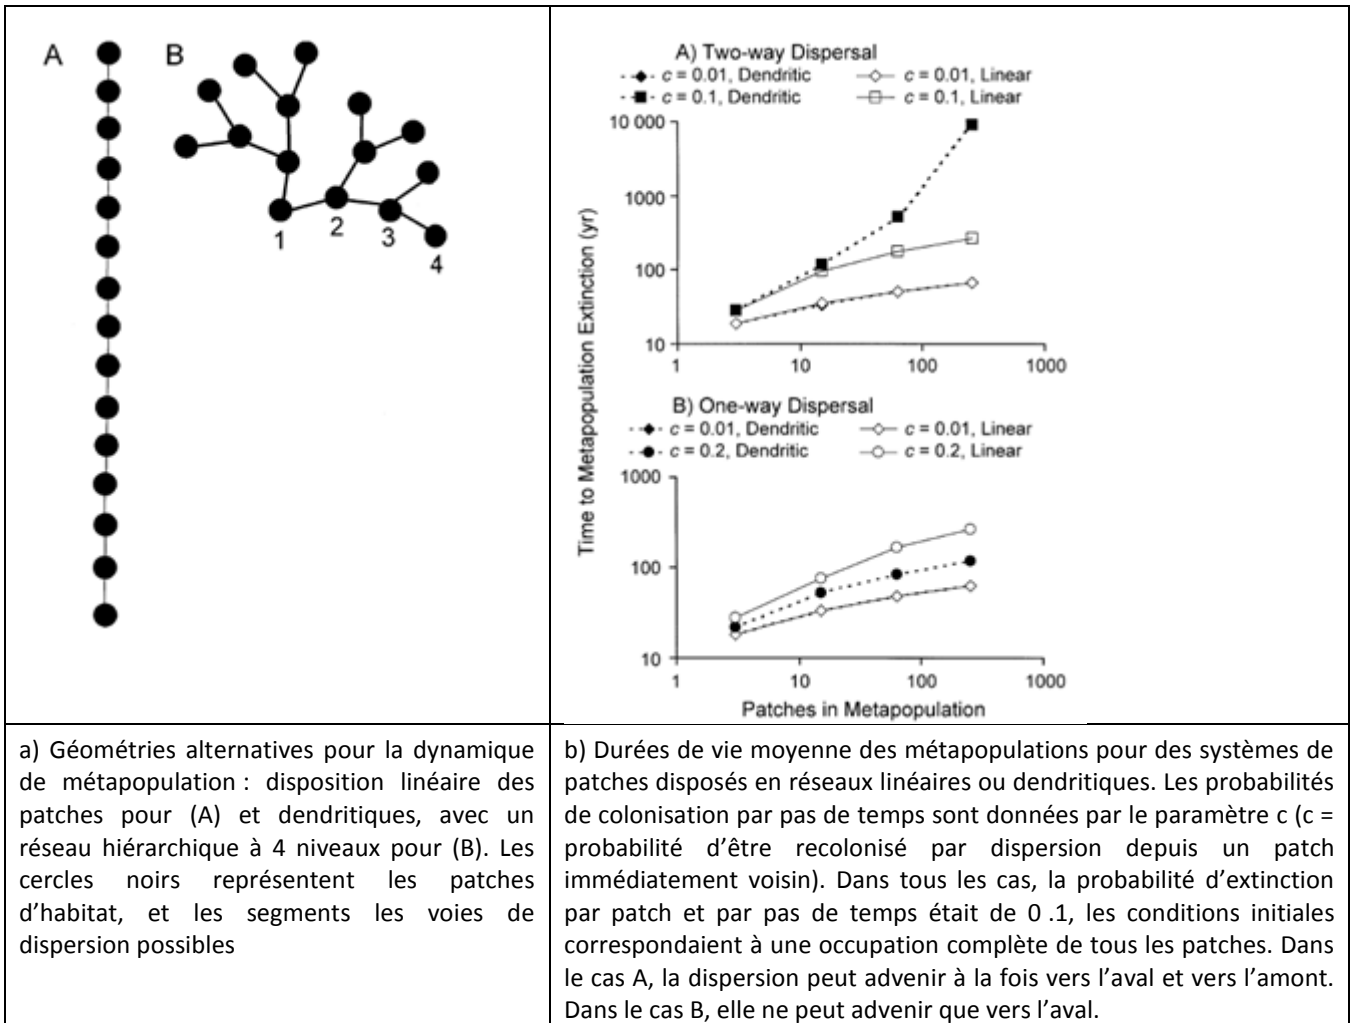 A
B
1
2
3
4
A) Two-way Dispersal
c = 0.01, Dendritic
c = 0.01, Linear
c = 0.1, Dendritic
c = 0.1, Linear
10 000
1000
100
10
1
10
100
1000
B) One-way Dispersal
c = 0.01, Dendritic
c = 0.01, Linear
c = 0.2, Dendritic
c = 0.2, Linear
1000
100
10
1
10
100
1000
Time to Metapopulation Extinction (yr)
Patches in Metapopulation
a) Géométries alternatives pour la dynamique
de métapopulation : disposition linéaire des
patches pour (A) et dendritiques, avec un
réseau hiérarchique à 4 niveaux pour (B). Les
cercles noirs représentent les patches
d'habitat, et les segments les voies de
dispersion possibles
b) Durées de vie moyenne des métapopulations pour des systèmes de
patches disposés en réseaux linéaires ou dendritiques. Les probabilités
de colonisation par pas de temps sont données par le paramètre c (c =
probabilité d'être recolonisé par dispersion depuis un patch
immédiatement voisin). Dans tous les cas, la probabilité d'extinction
par patch et par pas de temps était de 0 .1, les conditions initiales
correspondaient à une occupation complète de tous les patches. Dans
le cas A, la dispersion peut advenir à la fois vers l'aval et vers l'amont.
Dans le cas B, elle ne peut advenir que vers l'aval.